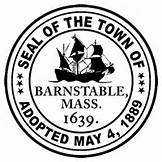 SEAL OF THE TOWN OF
BARNSTABLE,
MASS.
1639.
ADOPTED MAY 4, 1889